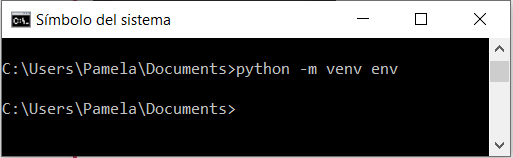 Símbolo del sistema
C:\Users\Pamela\Documents>python -m venv env
C:\Users\Pamela\Documents>